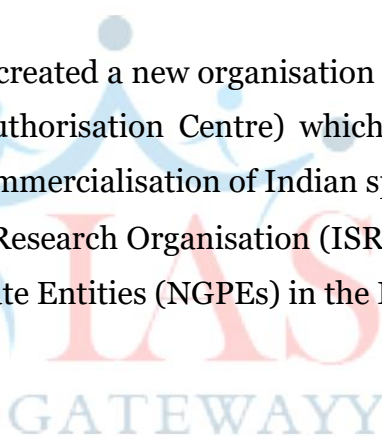 created a new organisation
uthorisation Centre) which
mmercialisation of Indian sp
Research Organisation (ISR
te Entities (NGPEs) in the I
IAS
GATEWAYY